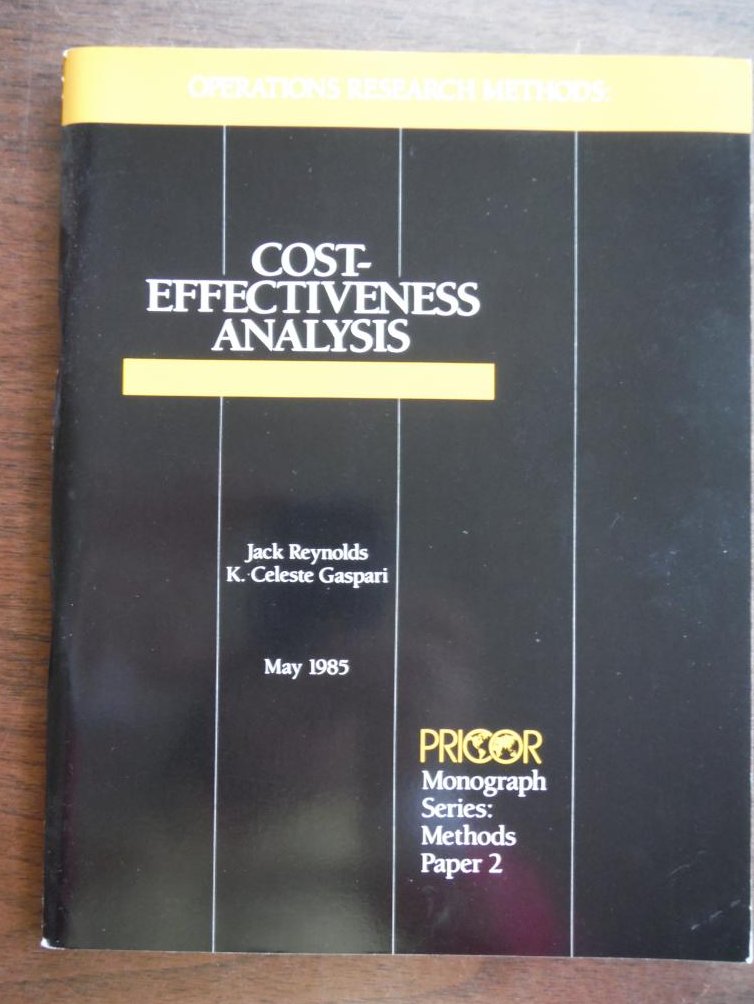 OPERATIONS RESEARCH METHODS:
COST-
EFFECTIVENESS
ANALYSIS
Jack Reynolds
K. Celeste Gaspari
May 1985
PRICOR
Monograph
Series:
Methods
Paper 2